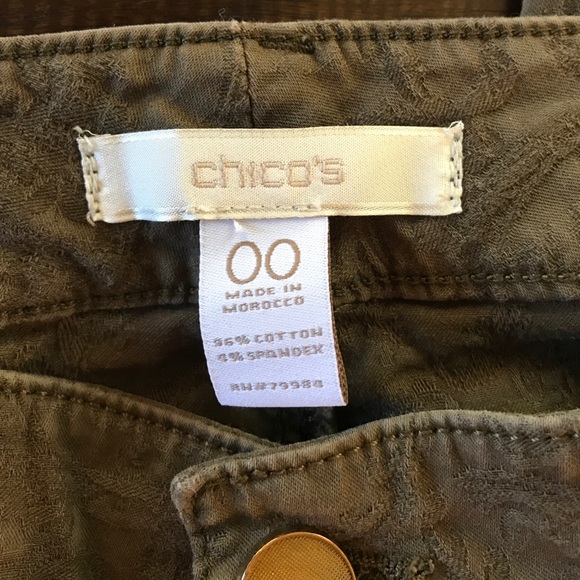 chico's
00
MADE IN
MOROCCO
96% COTTON
4% SPANDEX
RN#79984